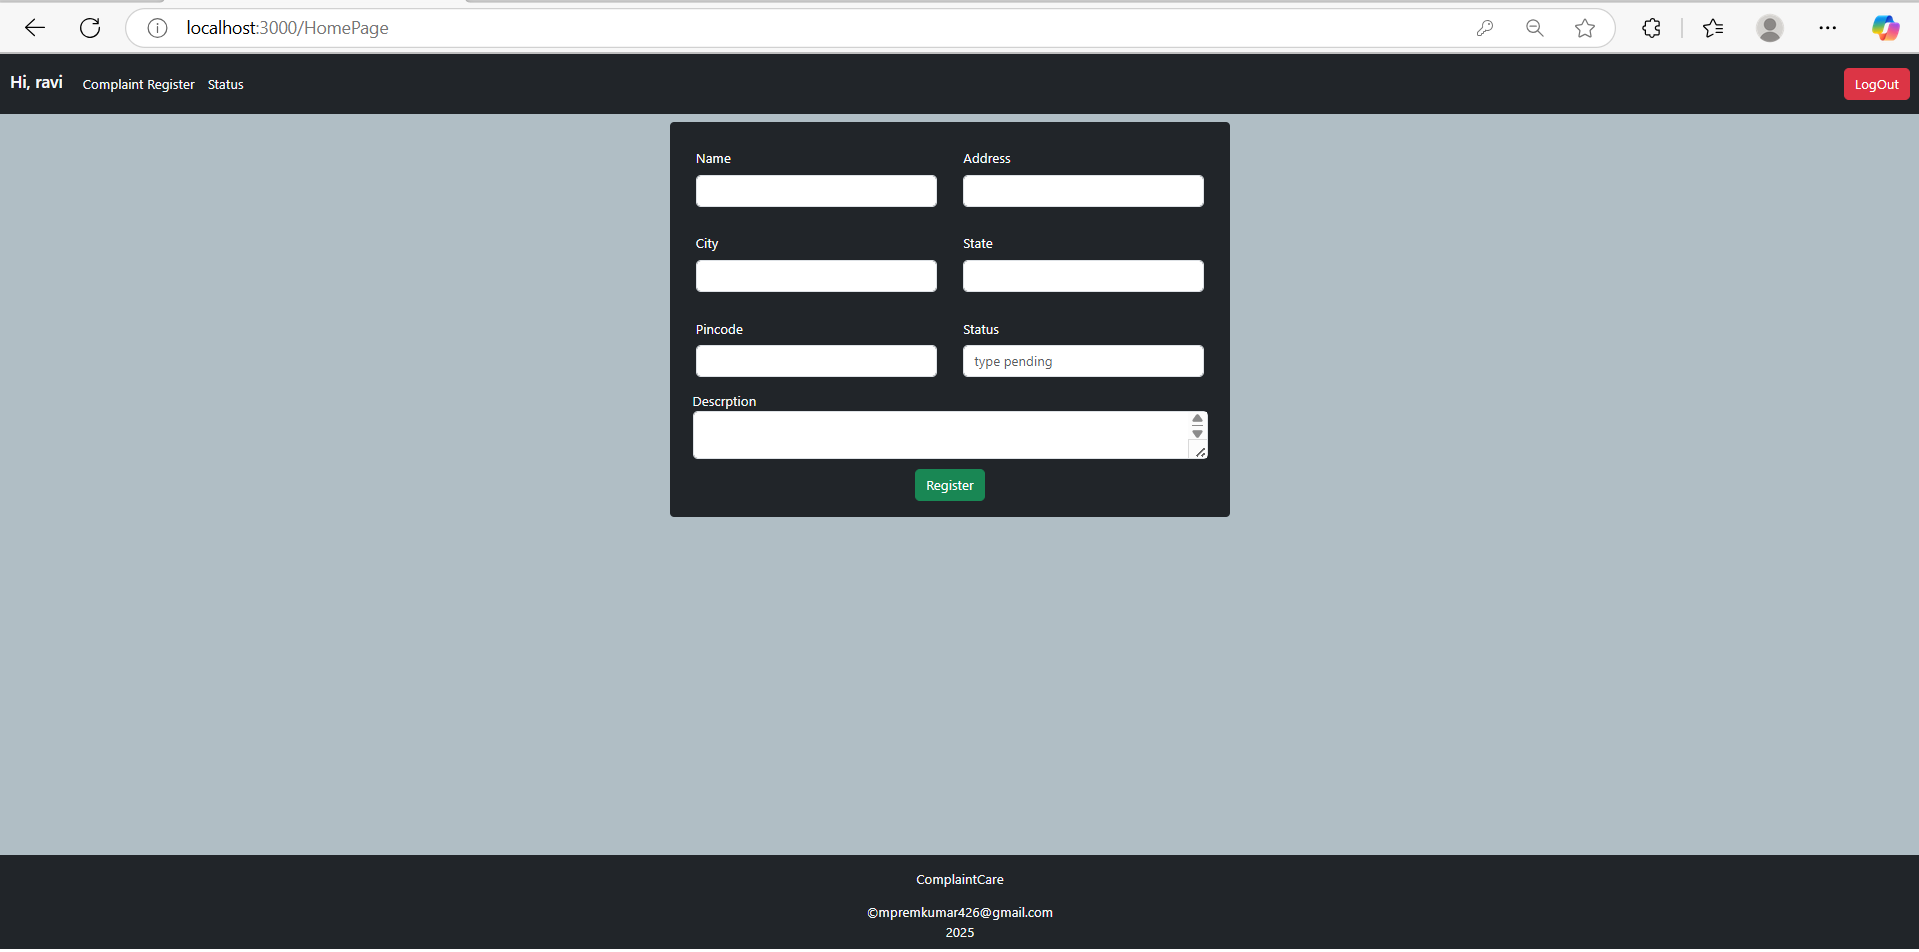 localhost:3000/HomePage
Hi, ravi Complaint Register Status LogOut
Name Address
City State
Pincode Status
type pending
Descrption
Register
ComplaintCare
©mpremkumar426@gmail.com
2025